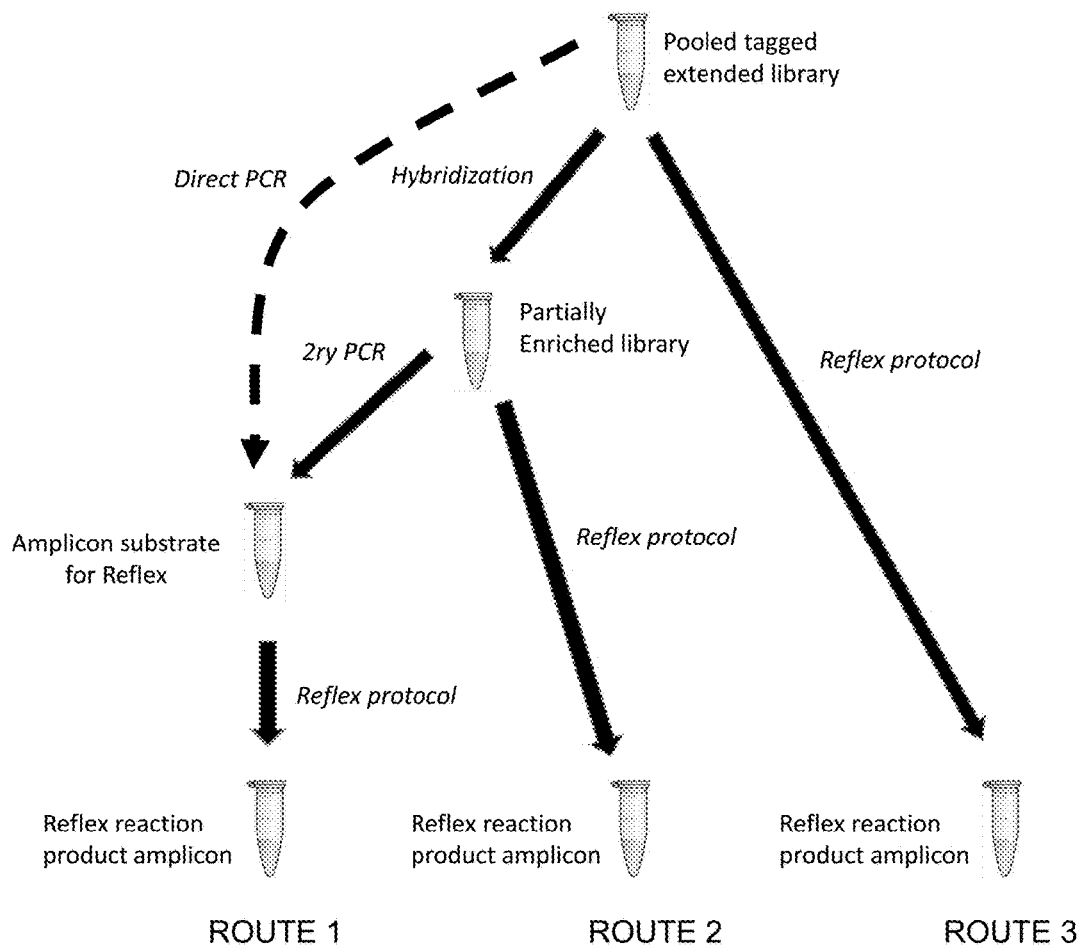 Pooled tagged
extended library
Direct PCR
Hybridization
Partially
Enriched library
2ry PCR
Reflex protocol
Amplicon substrate
for Reflex
Reflex protocol
Reflex protocol
Reflex reaction
product amplicon
Reflex reaction
product amplicon
Reflex reaction
product amplicon
ROUTE 1
ROUTE 2
ROUTE 3